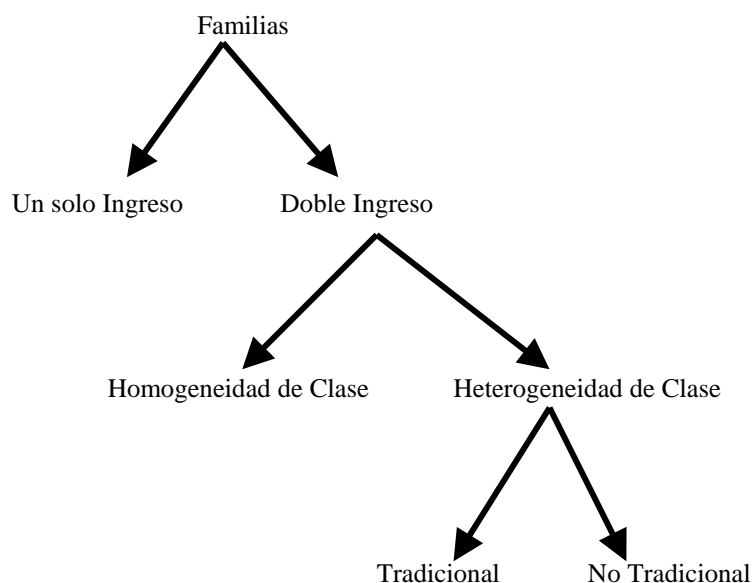 Familias
Un solo Ingreso Doble Ingreso
Homogeneidad de Clase Heterogeneidad de Clase
Tradicional No Tradicional